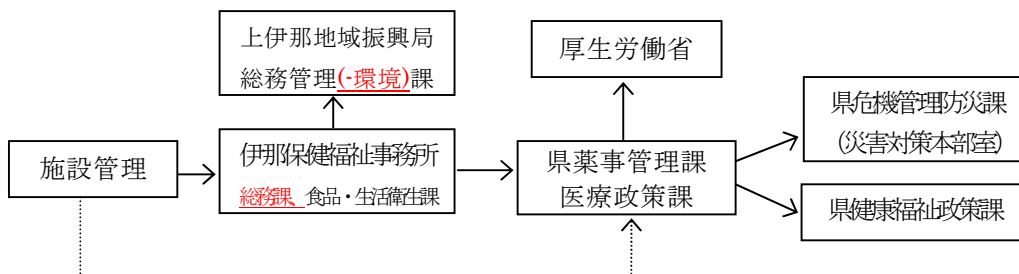 上伊那地域振興局
総務管理(-環境)課
厚生労働省
県危機管理防災課
(災害対策本部室)
施設管理
伊那保健福祉事務所
総務課、食品・生活衛生課
県薬事管理課
医療政策課
県健康福祉政策課